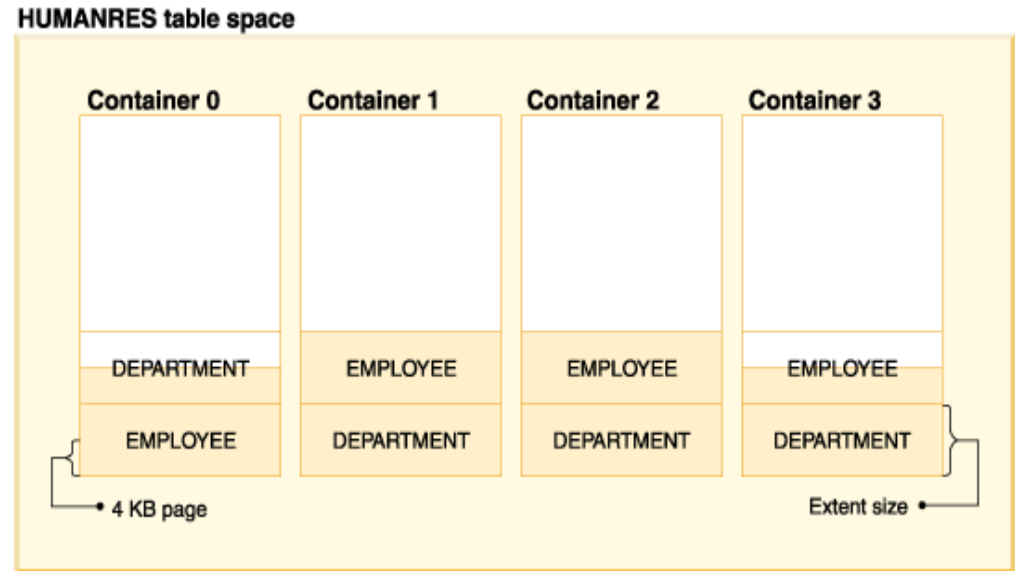 HUMANRES table space
Container 0 Container 1 Container 2 Container 3
DEPARTMENT EMPLOYEE EMPLOYEE EMPLOYEE
EMPLOYEE DEPARTMENT DEPARTMENT DEPARTMENT
4 KB page Extent size